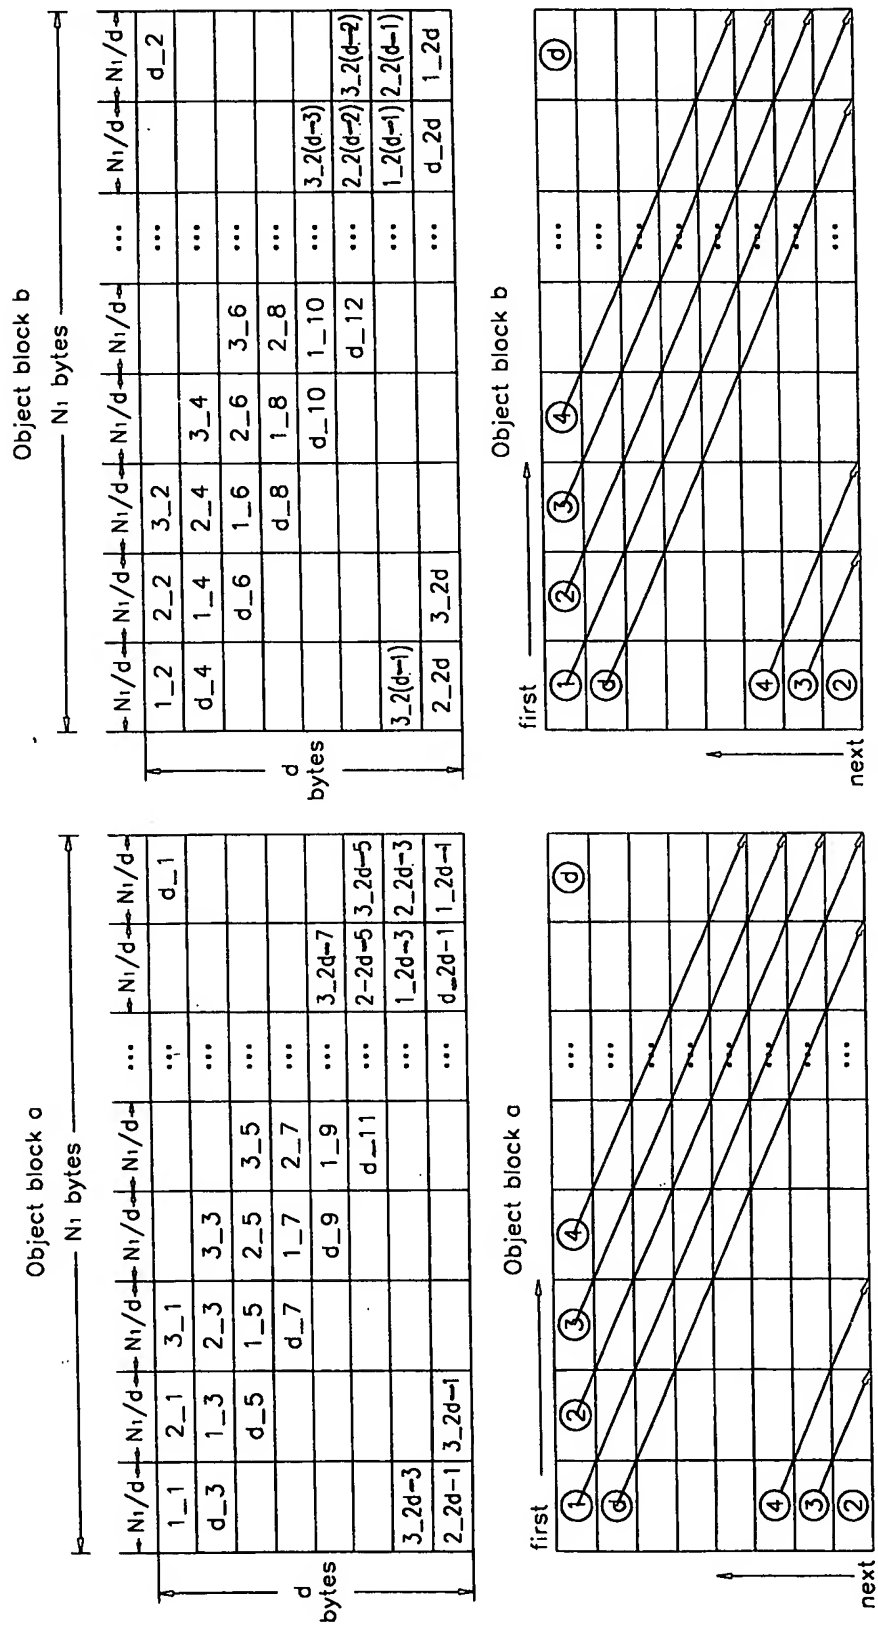 Object block a
N₁ bytes
N₁/d N₁/d N₁/d N₁/d N₁/d ... N₁/d N₁/d
d bytes
1_1 2_1 3_1 ... d_1
d_3 1_3 2_3 3_3 ...
d_5 1_5 2_5 3_5 ...
d_7 1_7 2_7 ...
d_9 1_9 ... 3_2d-7
d_11 ... 2-2d-5 3_2d-5
3_2d-3 ... 1_2d-3 2_2d-3
2_2d-1 3_2d-1 ... d_2d-1 1_2d-1
Object block b
N₁ bytes
N₁/d N₁/d N₁/d N₁/d N₁/d ... N₁/d N₁/d
d bytes
1_2 2_2 3_2 ... d_2
d_4 1_4 2_4 3_4 ...
d_6 1_6 2_6 3_6 ...
d_8 1_8 2_8 ...
d_10 1_10 ... 3_2(d-3)
d_12 ... 2_2(d-2) 3_2(d-2)
3_2(d-1) ... 1_2(d-1) 2_2(d-1)
2_2d 3_2d ... d_2d 1_2d
Object block a
first
① ② ③ ④ ... ⓓ
ⓓ ...
...
...
...
④ ...
③ ...
② ...
next
Object block b
first
① ② ③ ④ ... ⓓ
ⓓ ...
...
...
...
④ ...
③ ...
② ...
next